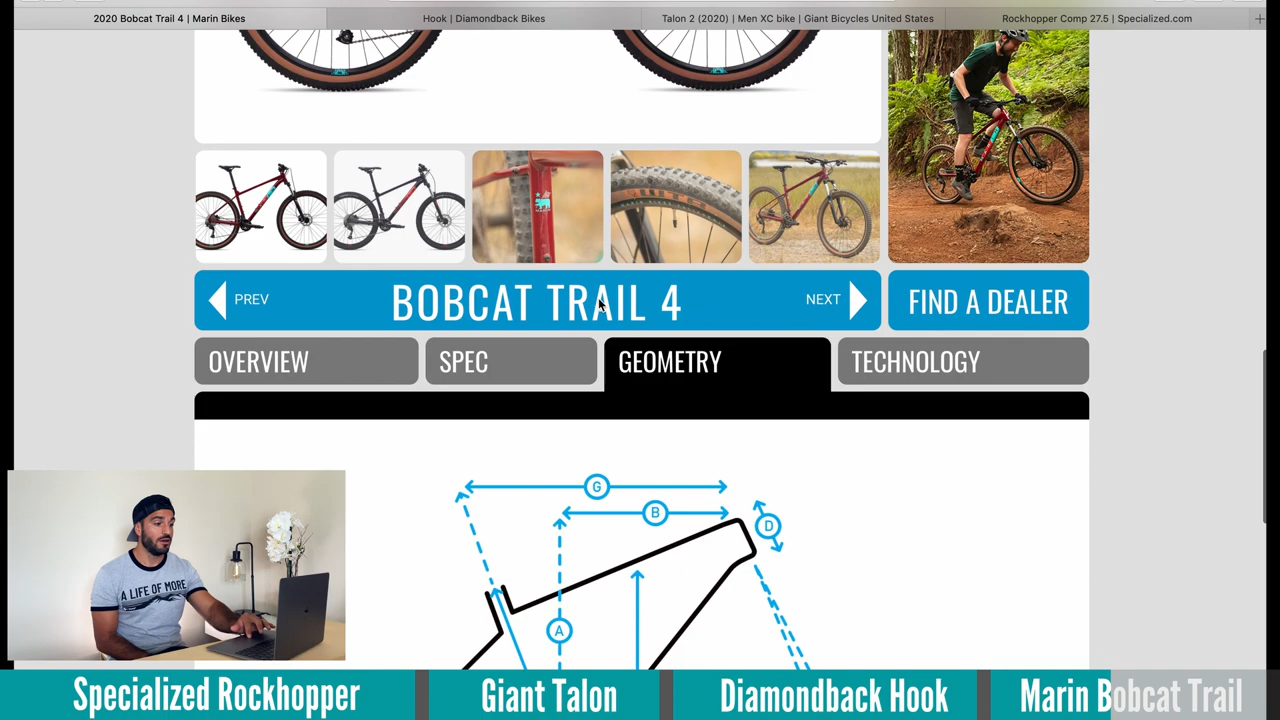 2020 Bobcat Trail 4 | Marin Bikes
Hook | Diamondback Bikes
Talon 2 (2020) | Men XC bike | Giant Bicycles United States
Rockhopper Comp 27.5 | Specialized.com
PREV
BOBCAT TRAIL 4
NEXT
FIND A DEALER
OVERVIEW
SPEC
GEOMETRY
TECHNOLOGY
G
B
D
A
A LIFE OF MORE
Specialized Rockhopper
Giant Talon
Diamondback Hook
Marin Bobcat Trail